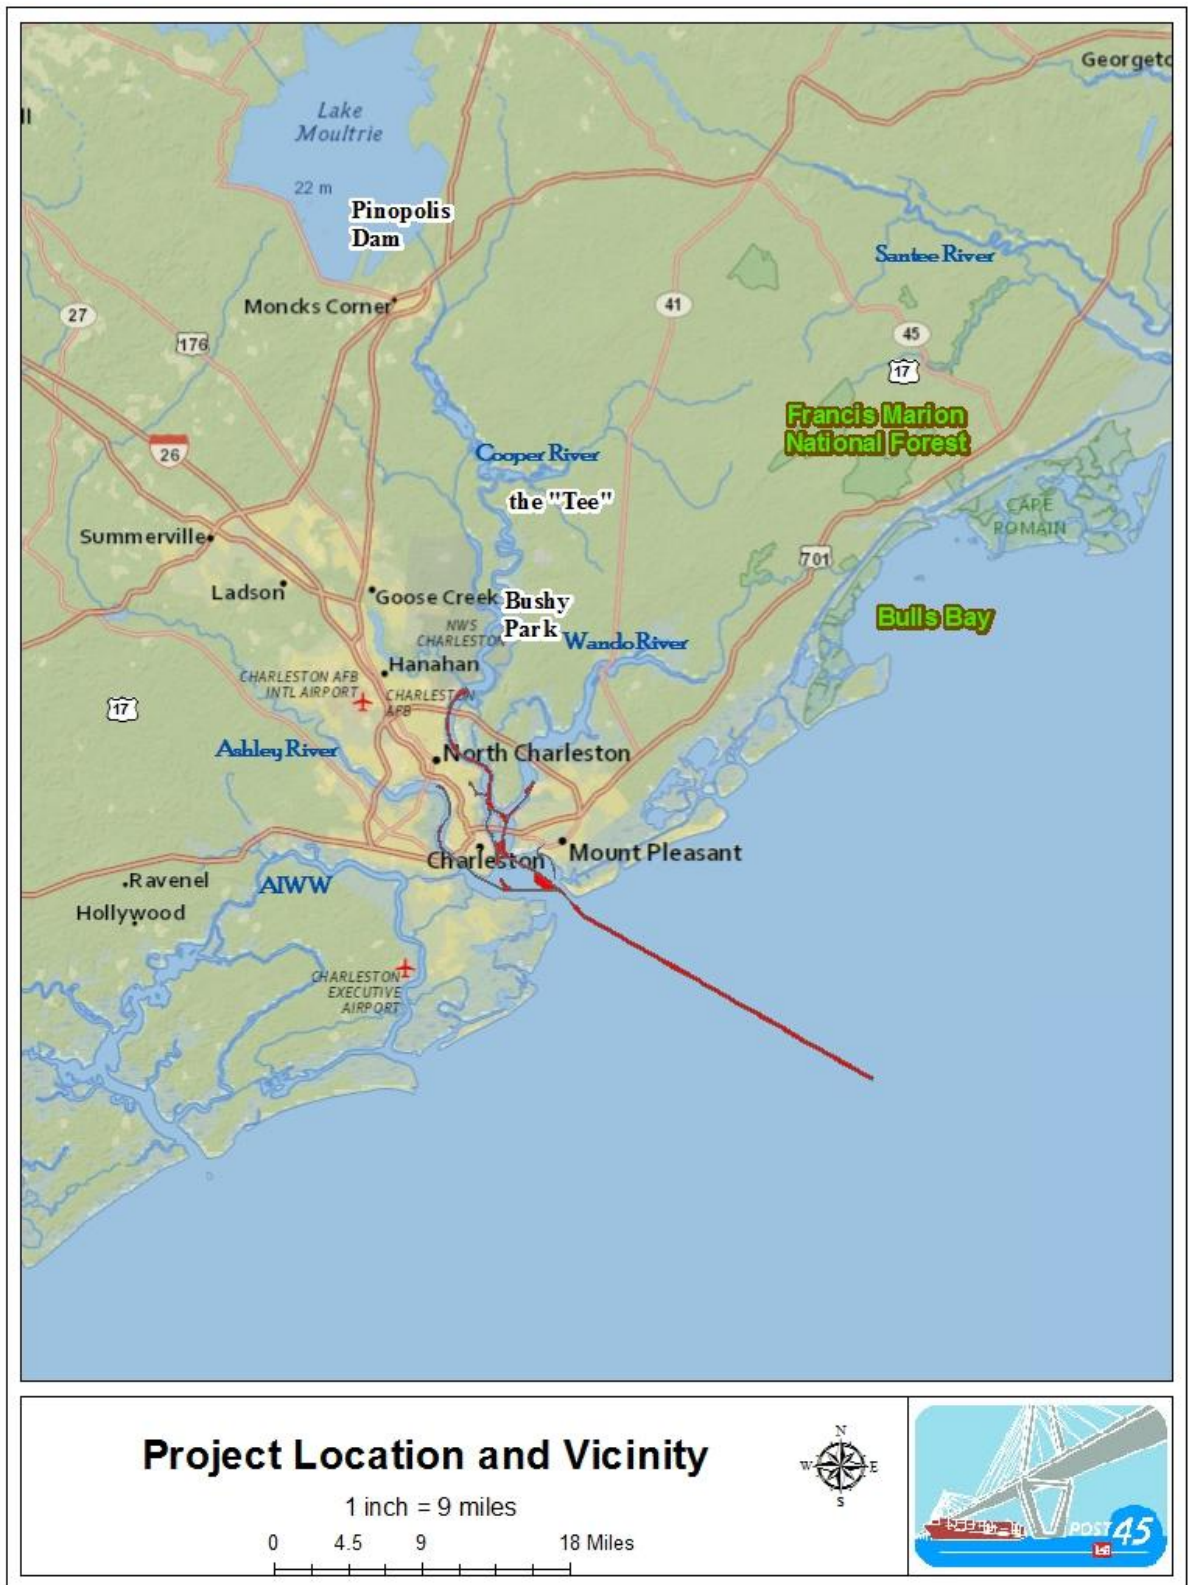 Georgeto
ll
Lake
Moultrie
22 m
Pinopolis
Dam
Santee River
Moncks Corner
27
176
41
45
17
Francis Marion
National Forest
26
Cooper River
the "Tee"
CAPE
ROMAIN
Summerville
701
Ladson
Goose Creek
Bushy
Park
Bulls Bay
NWS
CHARLESTON
Wando River
Hanahan
CHARLESTON AFB
INTL AIRPORT
CHARLESTON
AFB
17
Ashley River
North Charleston
Charleston
Mount Pleasant
Ravenel
AIWW
Hollywood
CHARLESTON
EXECUTIVE
AIRPORT
Project Location and Vicinity
1 inch = 9 miles
0 4.5 9 18 Miles
N
W E
S
POST 45